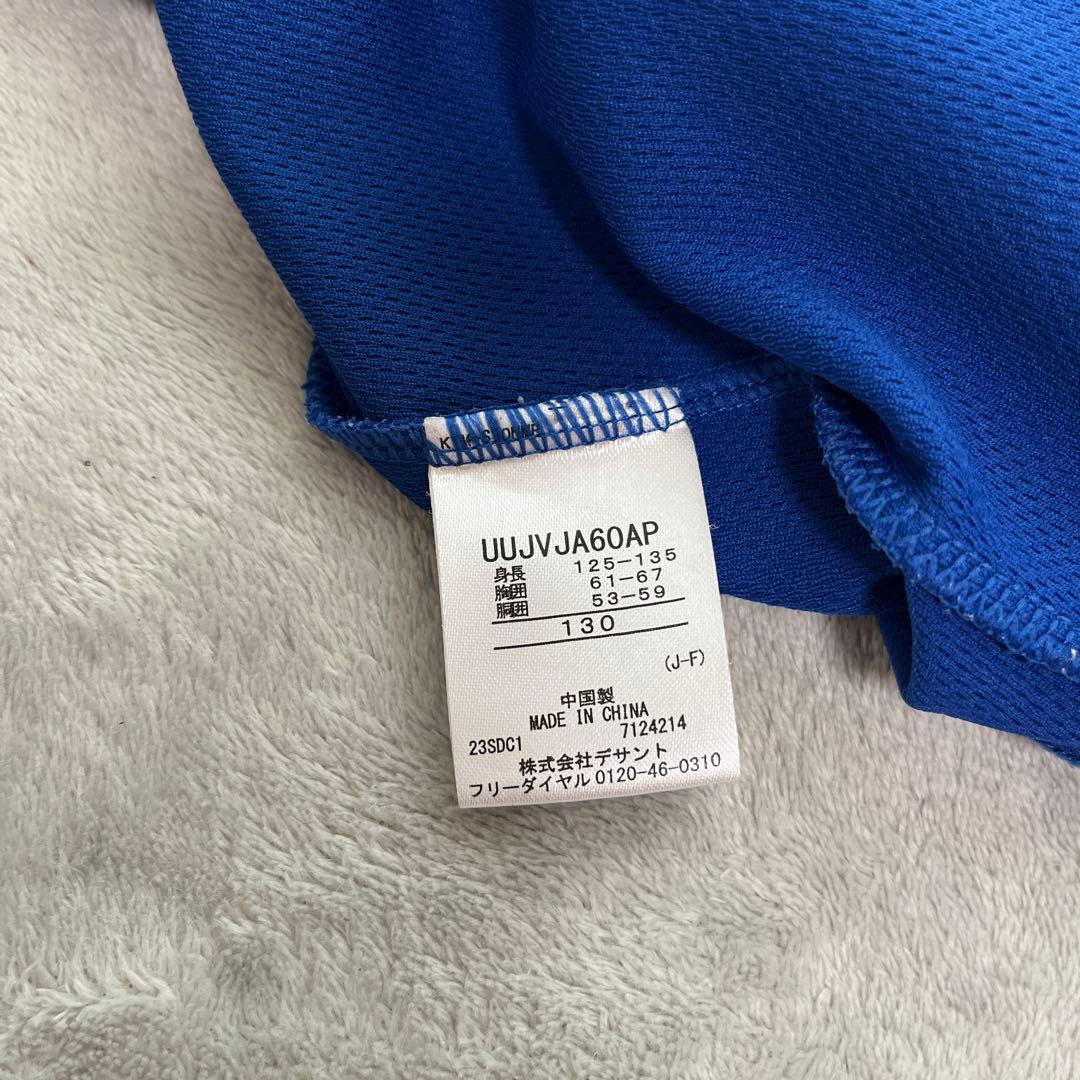 UUJVJA60AP
身長 125-135
胸囲 61-67
胴囲 53-59
130
(J-F)
中国製
MADE IN CHINA
23SDC1 7124214
株式会社デサント
フリーダイヤル 0120-46-0310